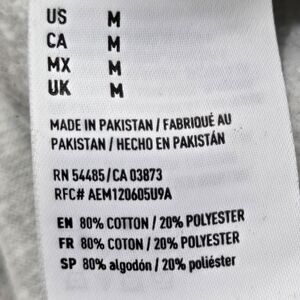 US M
CA M
MX M
UK M
MADE IN PAKISTAN / FABRIQUÉ AU
PAKISTAN / HECHO EN PAKISTÁN
RN 54485/CA 03873
RFC# AEM120605U9A
EN 80% COTTON / 20% POLYESTER
FR 80% COTON / 20% POLYESTER
SP 80% algodón / 20% poliéster